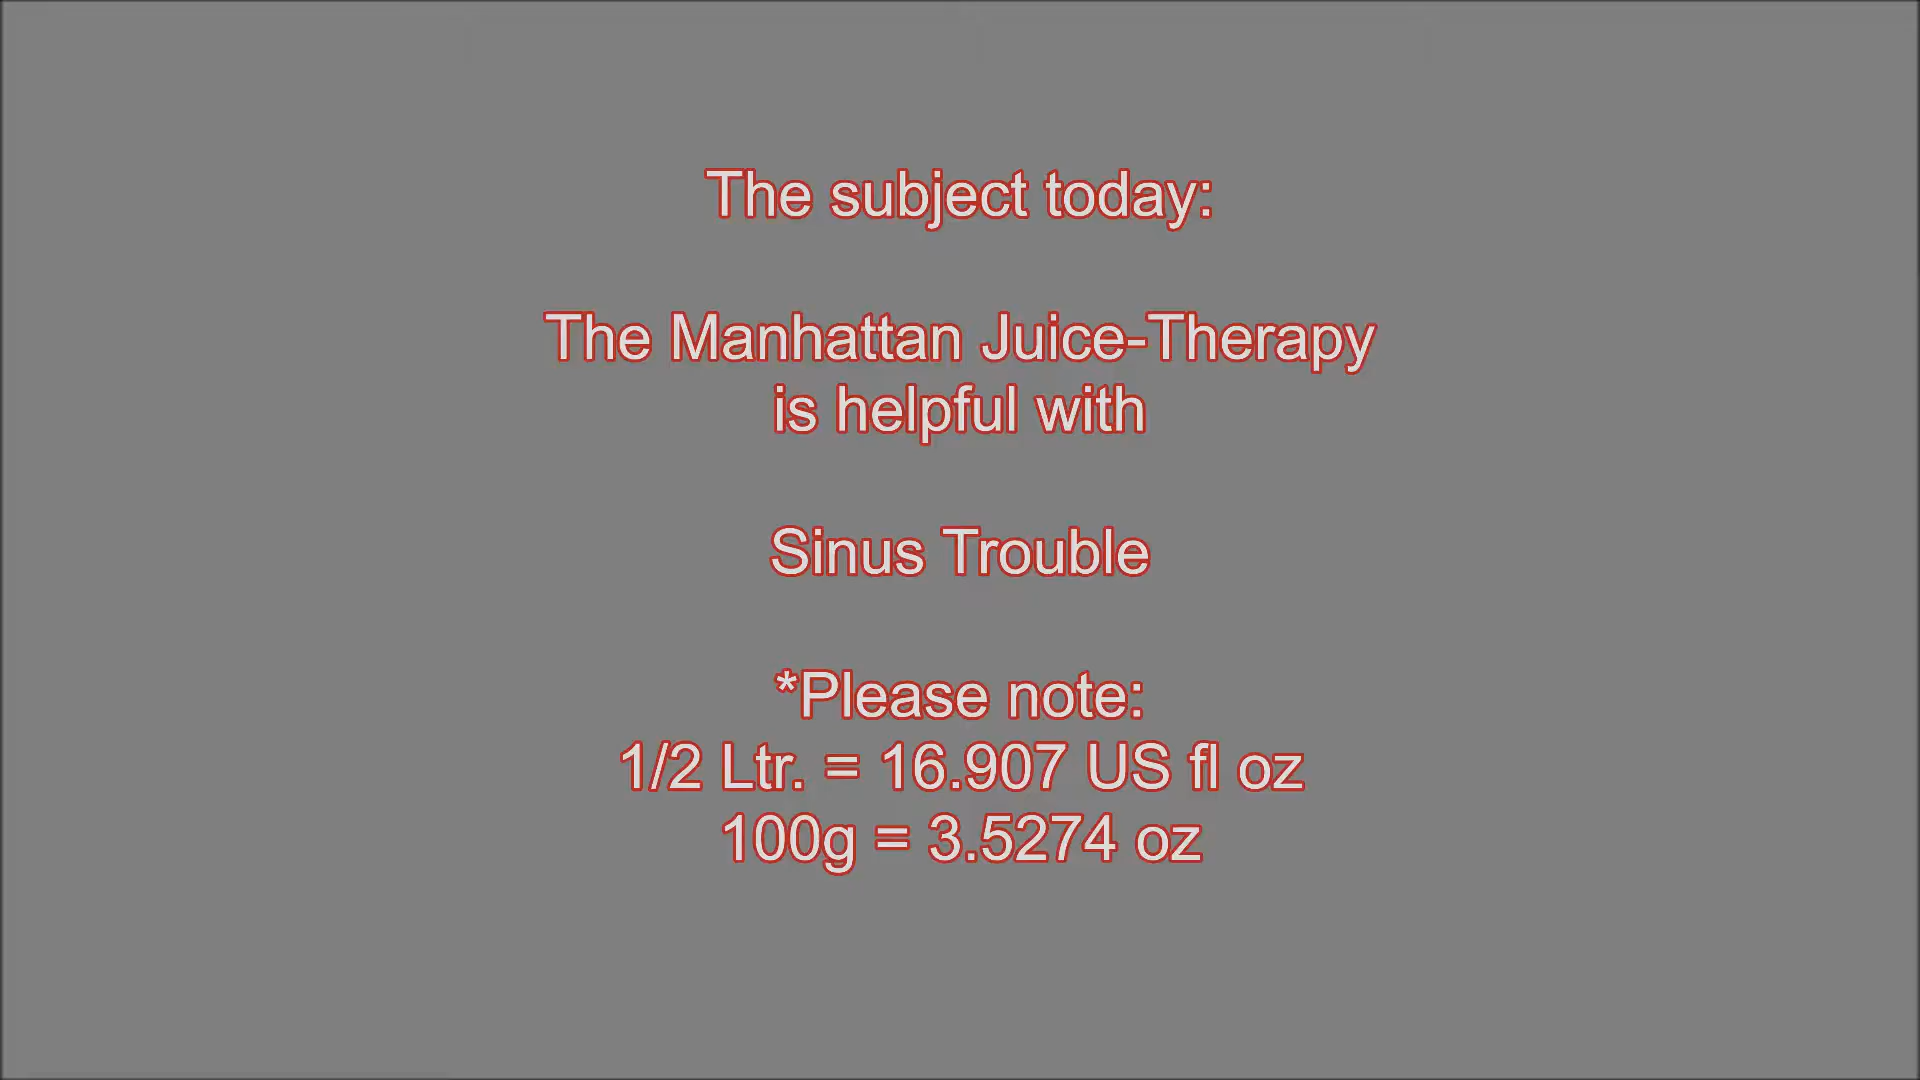 The subject today:
The Manhattan Juice-Therapy
is helpful with
Sinus Trouble
*Please note:
1/2 Ltr. = 16.907 US fl oz
100g = 3.5274 oz